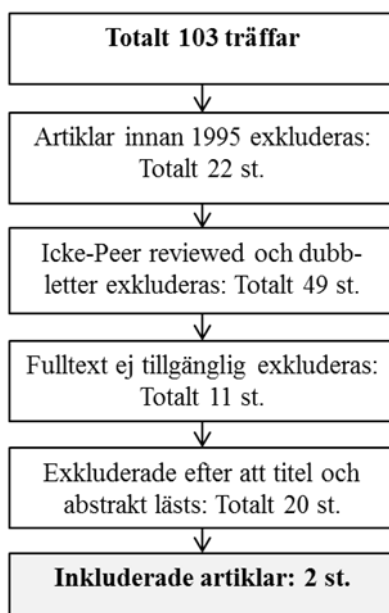 Totalt 103 träffar
Artiklar innan 1995 exkluderas:
Totalt 22 st.
Icke-Peer reviewed och dubb-
letter exkluderas: Totalt 49 st.
Fulltext ej tillgänglig exkluderas:
Totalt 11 st.
Exkluderade efter att titel och
abstrakt lästs: Totalt 20 st.
Inkluderade artiklar: 2 st.